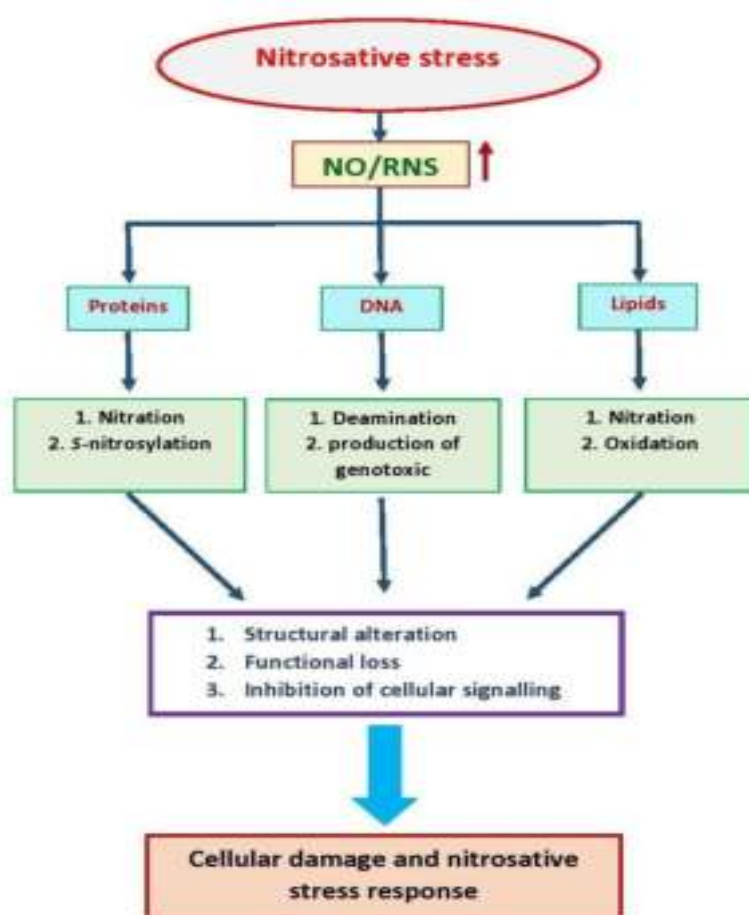 Nitrosative stress
NO/RNS
Proteins
DNA
Lipids
1. Nitration
2. S-nitrosylation
1. Deamination
2. production of
genotoxic
1. Nitration
2. Oxidation
1. Structural alteration
2. Functional loss
3. Inhibition of cellular signalling
Cellular damage and nitrosative
stress response